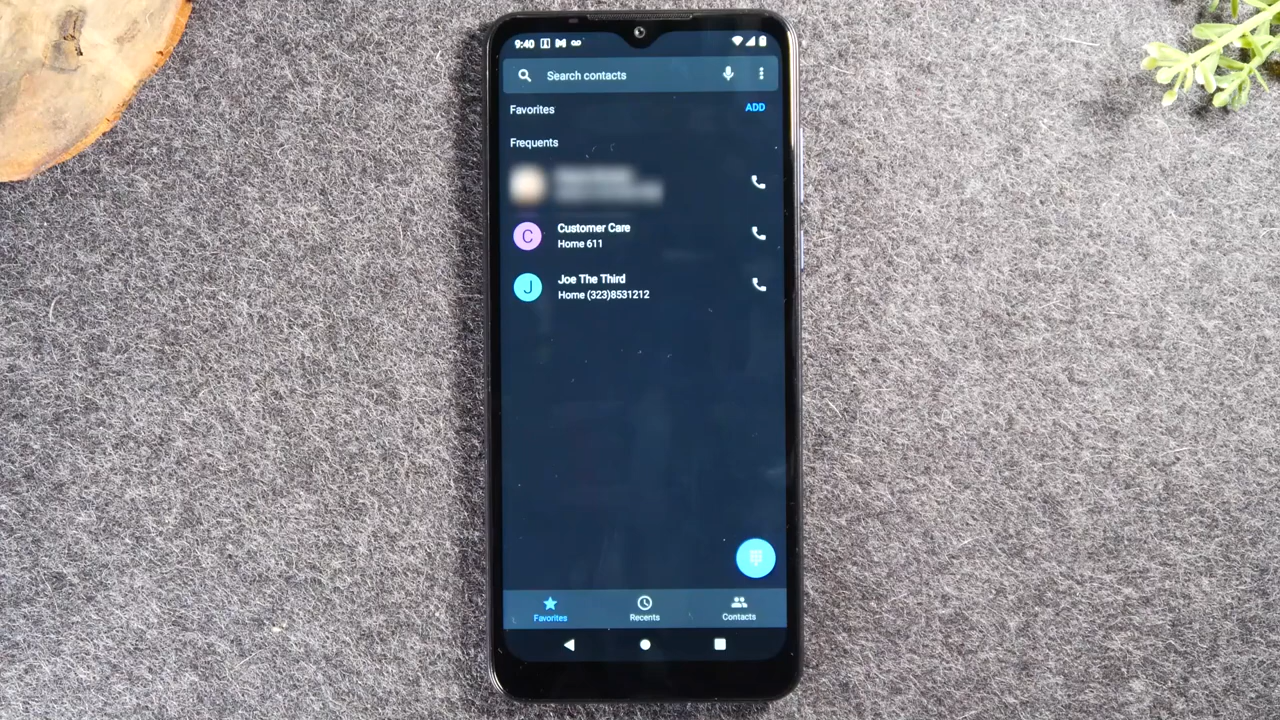 9:40
Search contacts
Favorites
ADD
Frequents
C
Customer Care
Home 611
J
Joe The Third
Home (323)8531212
Favorites
Recents
Contacts